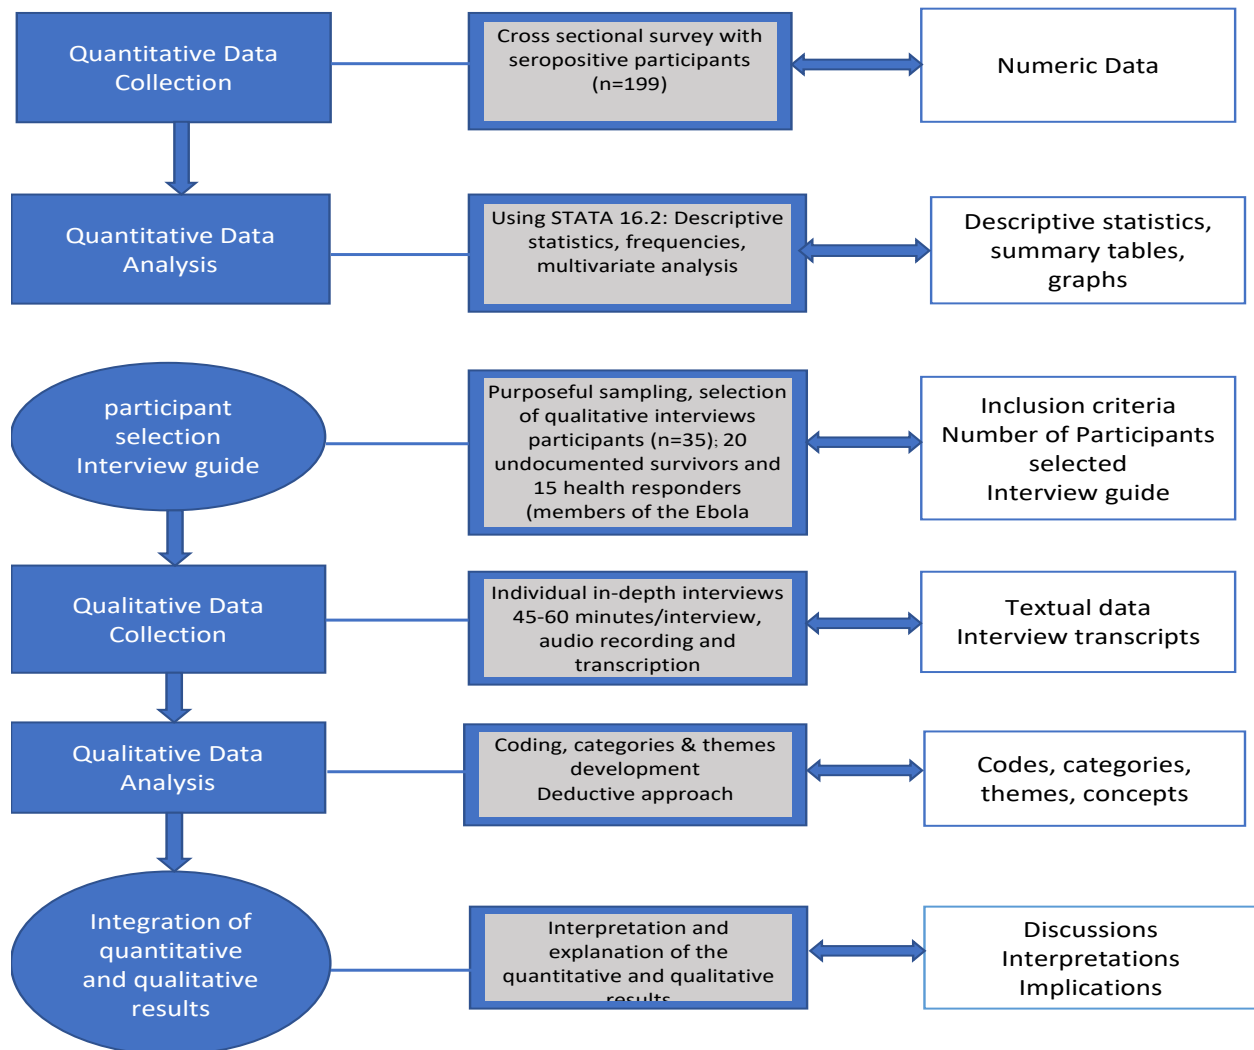 Quantitative Data
Collection
Cross sectional survey with
seropositive participants
(n=199)
Numeric Data
Quantitative Data
Analysis
Using STATA 16.2: Descriptive
statistics, frequencies,
multivariate analysis
Descriptive statistics,
summary tables,
graphs
participant
selection
Interview guide
Purposeful sampling, selection
of qualitative interviews
participants (n=35); 20
undocumented survivors and
15 health responders
(members of the Ebola
Inclusion criteria
Number of Participants
selected
Interview guide
Qualitative Data
Collection
Individual in-depth interviews
45-60 minutes/interview,
audio recording and
transcription
Textual data
Interview transcripts
Qualitative Data
Analysis
Coding, categories & themes
development
Deductive approach
Codes, categories,
themes, concepts
Integration of
quantitative
and qualitative
results
Interpretation and
explanation of the
quantitative and qualitative
results
Discussions
Interpretations
Implications